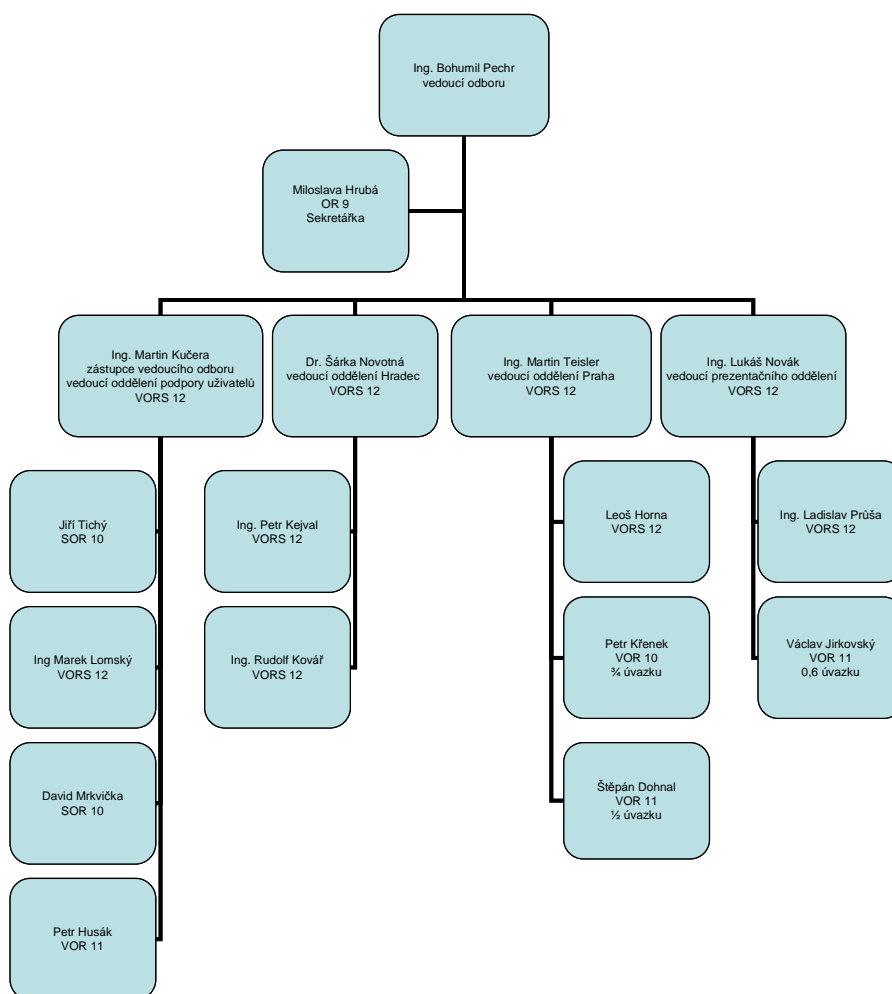 Ing. Bohumil Pechr
vedoucí odboru
Miloslava Hrubá
OR 9
Sekretářka
Ing. Martin Kučera
zástupce vedoucího odboru
vedoucí oddělení podpory uživatelů
VORS 12
Dr. Šárka Novotná
vedoucí oddělení Hradec
VORS 12
Ing. Martin Teisler
vedoucí oddělení Praha
VORS 12
Ing. Lukáš Novák
vedoucí prezentačního oddělení
VORS 12
Jiří Tichý
SOR 10
Ing Marek Lomský
VORS 12
David Mrkvička
SOR 10
Petr Husák
VOR 11
Ing. Petr Kejval
VORS 12
Ing. Rudolf Kovář
VORS 12
Leoš Horna
VORS 12
Petr Křenek
VOR 10
¾ úvazku
Štěpán Dohnal
VOR 11
½ úvazku
Ing. Ladislav Průša
VORS 12
Václav Jirkovský
VOR 11
0,6 úvazku